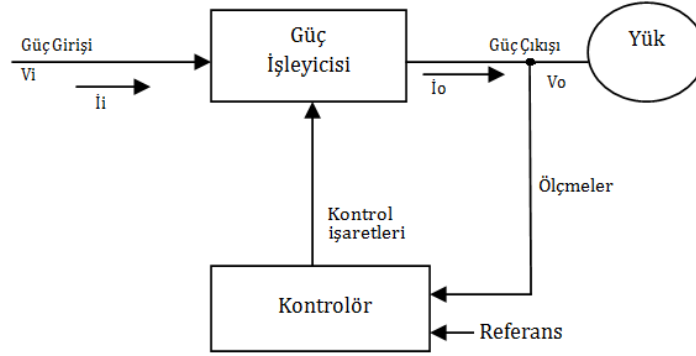 Güç Girişi
Vi
İi
Güç
İşleyicisi
Güç Çıkışı
İo
Vo
Yük
Ölçmeler
Kontrol
işaretleri
Kontrolör
Referans